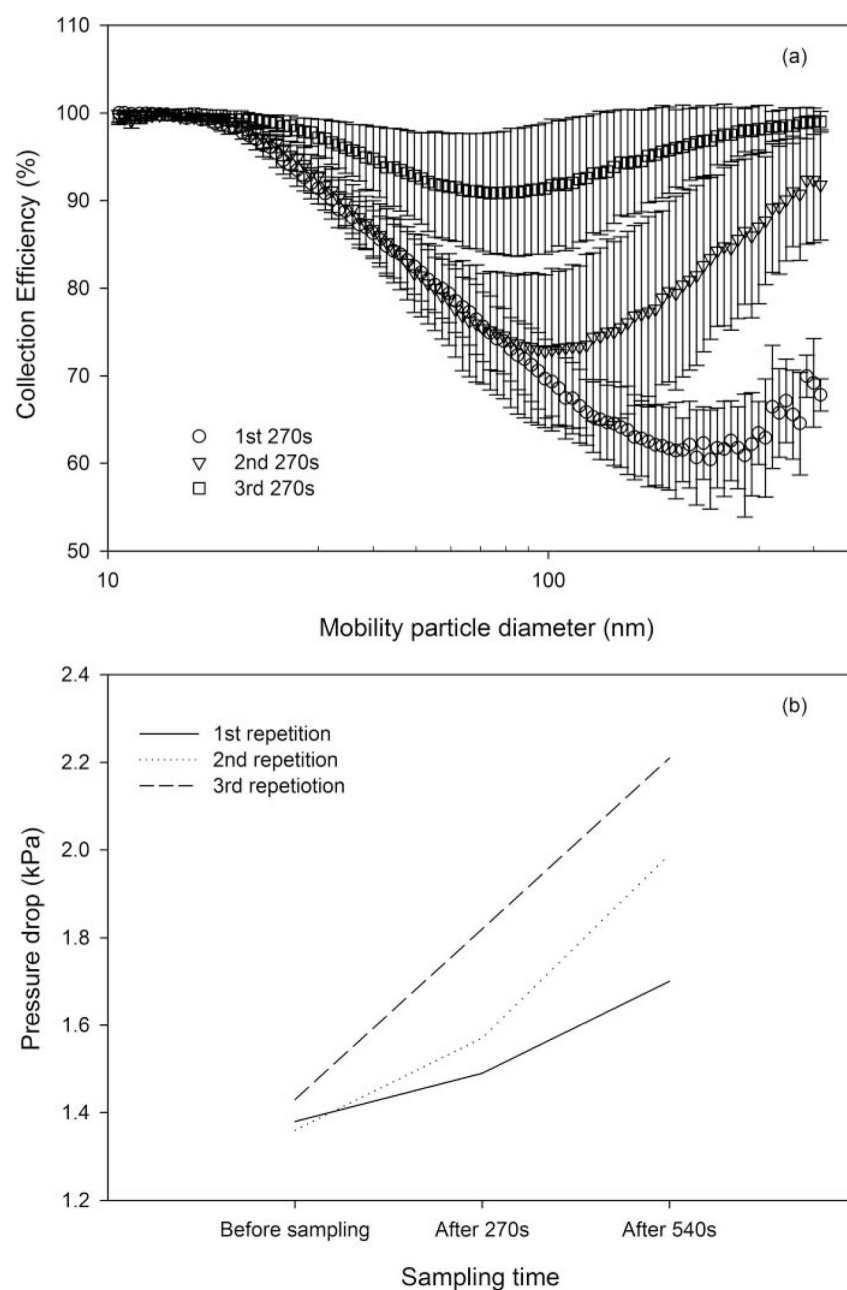 110
(a)
100
90
80
70
60
50
Collection Efficiency (%)
1st 270s
2nd 270s
3rd 270s
10
100
Mobility particle diameter (nm)
2.4
(b)
2.2
2.0
1.8
1.6
1.4
1.2
Pressure drop (kPa)
1st repetition
2nd repetition
3rd repetiotion
Before sampling
After 270s
After 540s
Sampling time